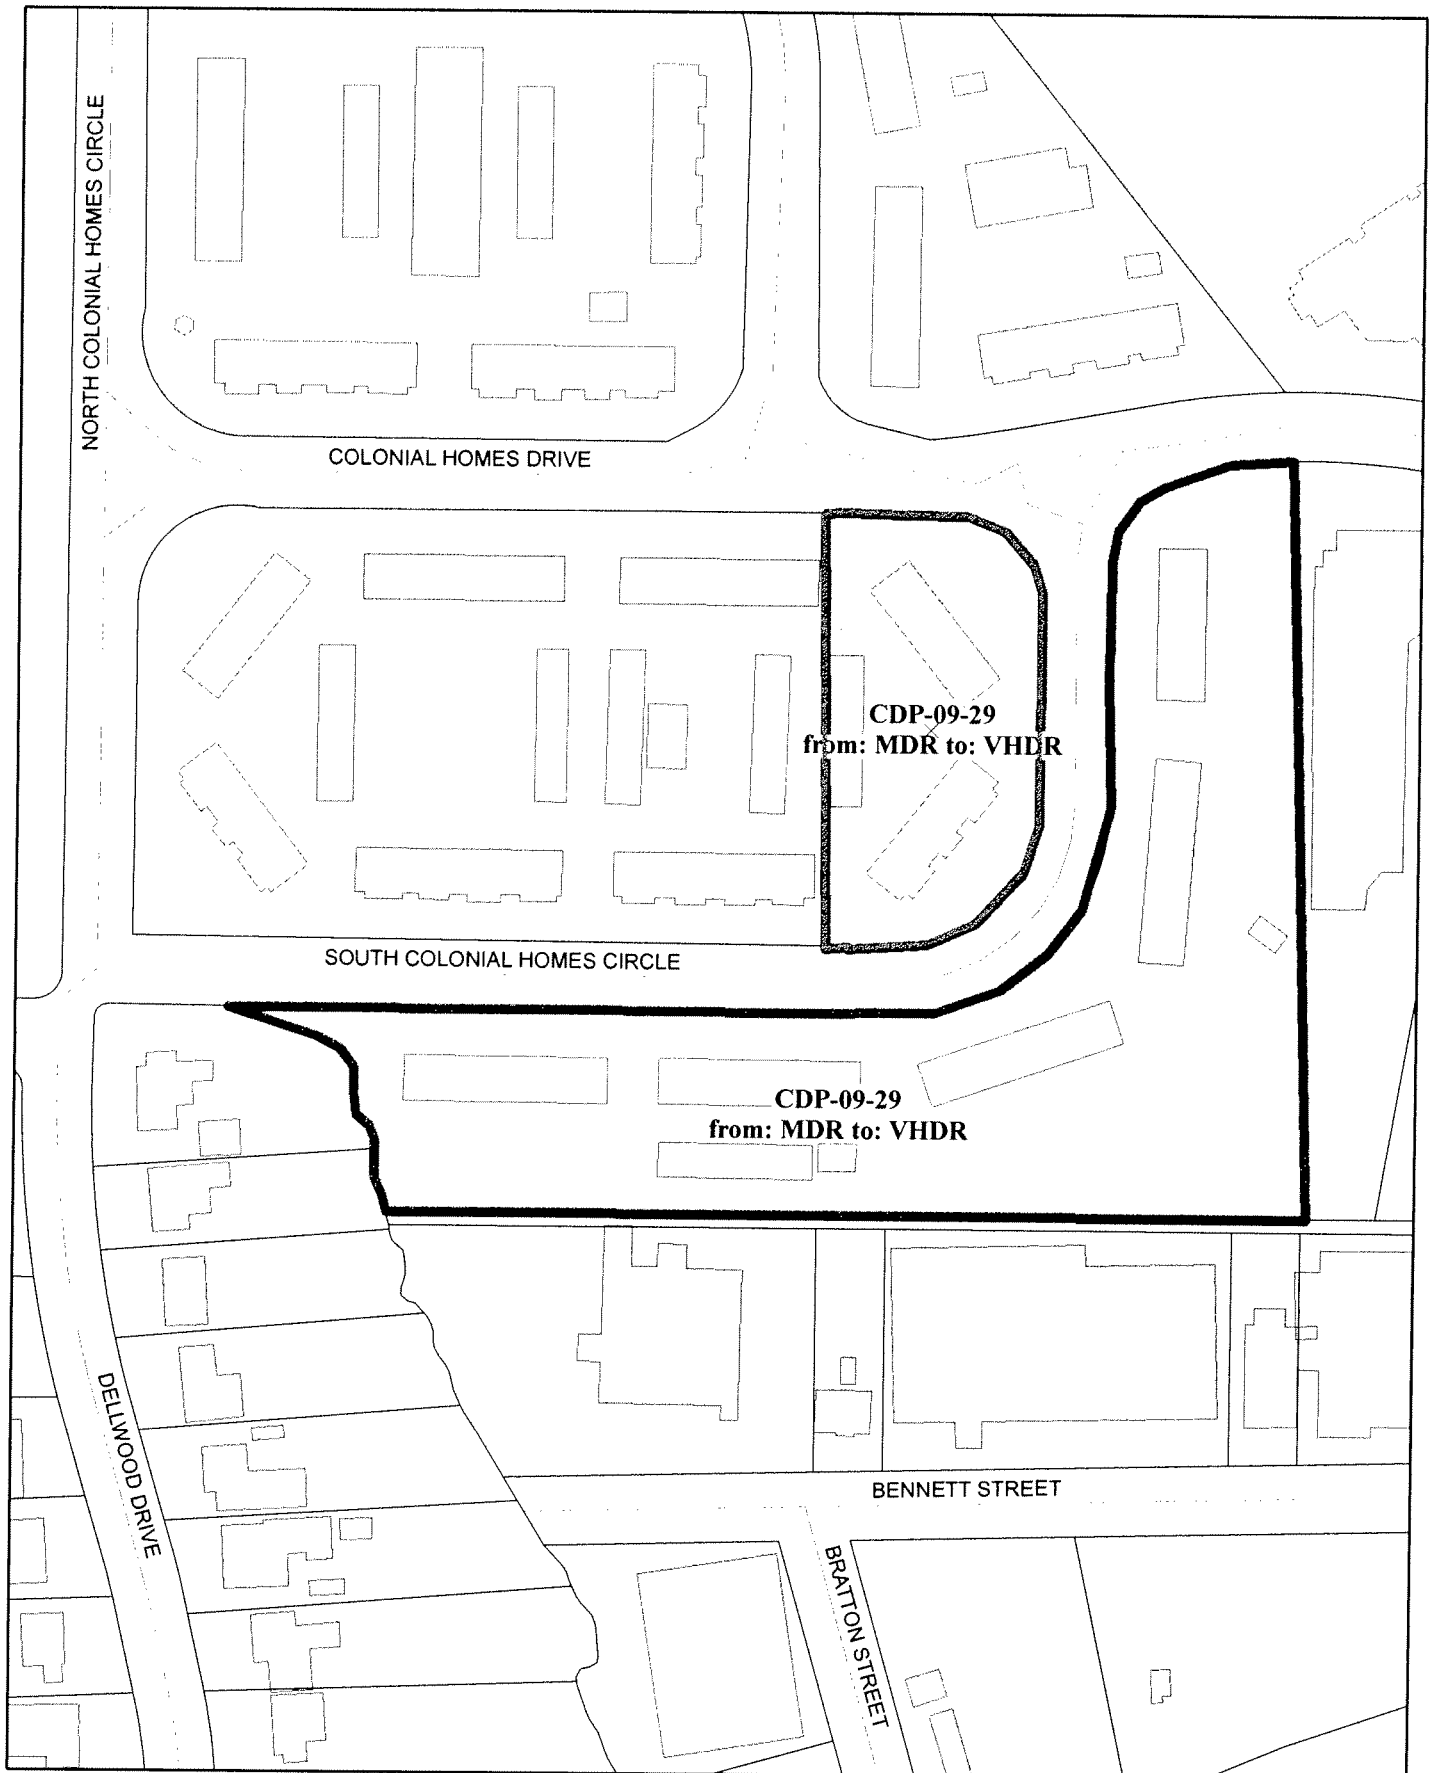 NORTH COLONIAL HOMES CIRCLE
COLONIAL HOMES DRIVE
CDP-09-29
from: MDR to: VHDR
SOUTH COLONIAL HOMES CIRCLE
CDP-09-29
from: MDR to: VHDR
DELLWOOD DRIVE
BENNETT STREET
BRATTON STREET